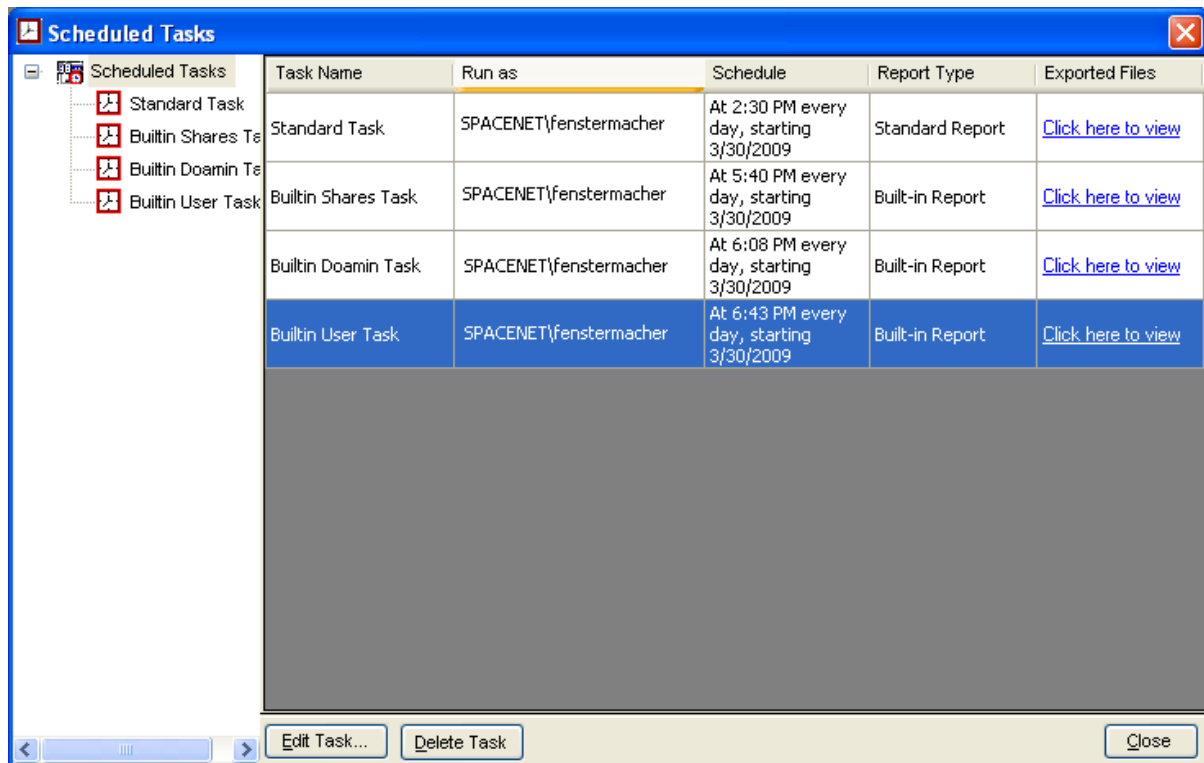 Scheduled Tasks
Scheduled Tasks
Standard Task
Builtin Shares Ta
Builtin Doamin Ta
Builtin User Task
Task Name Run as Schedule Report Type Exported Files
Standard Task SPACENET\fenstermacher At 2:30 PM every day, starting 3/30/2009 Standard Report Click here to view
Builtin Shares Task SPACENET\fenstermacher At 5:40 PM every day, starting 3/30/2009 Built-in Report Click here to view
Builtin Doamin Task SPACENET\fenstermacher At 6:08 PM every day, starting 3/30/2009 Built-in Report Click here to view
Builtin User Task SPACENET\fenstermacher At 6:43 PM every day, starting 3/30/2009 Built-in Report Click here to view
Edit Task... Delete Task Close